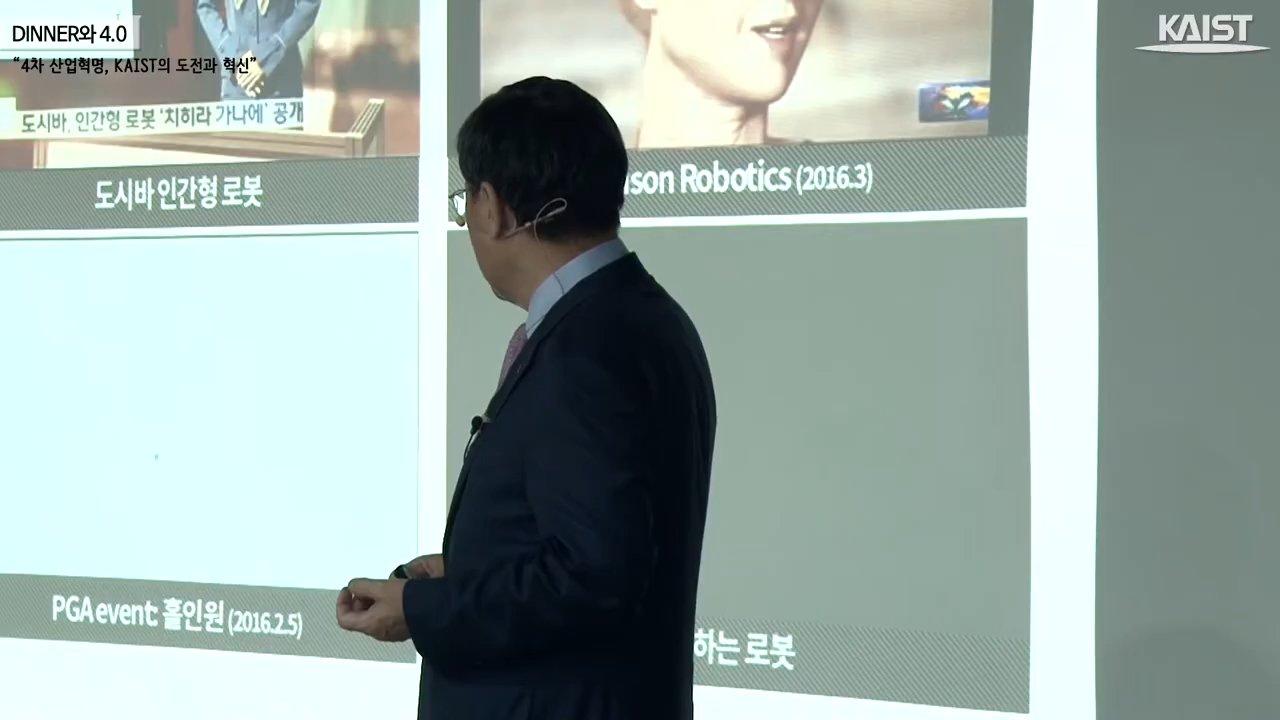 DINNER와 4.0
KAIST
“4차 산업혁명, KAIST의 도전과 혁신”
도시바, 인간형 로봇 ‘치히라 가나에’ 공개
도시바 인간형 로봇
Robotics (2016.3)
PGA event: 홀인원 (2016.2.5)
하는 로봇